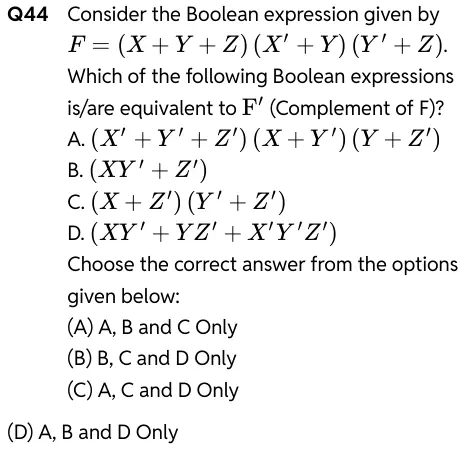 Q44 Consider the Boolean expression given by
F = (X + Y + Z) (X′ + Y) (Y′ + Z).
Which of the following Boolean expressions
is/are equivalent to F′ (Complement of F)?
A. (X′ + Y′ + Z′) (X + Y′) (Y + Z′)
B. (XY′ + Z′)
C. (X + Z′) (Y′ + Z′)
D. (XY′ + YZ′ + X′Y′Z′)
Choose the correct answer from the options
given below:
(A) A, B and C Only
(B) B, C and D Only
(C) A, C and D Only
(D) A, B and D Only